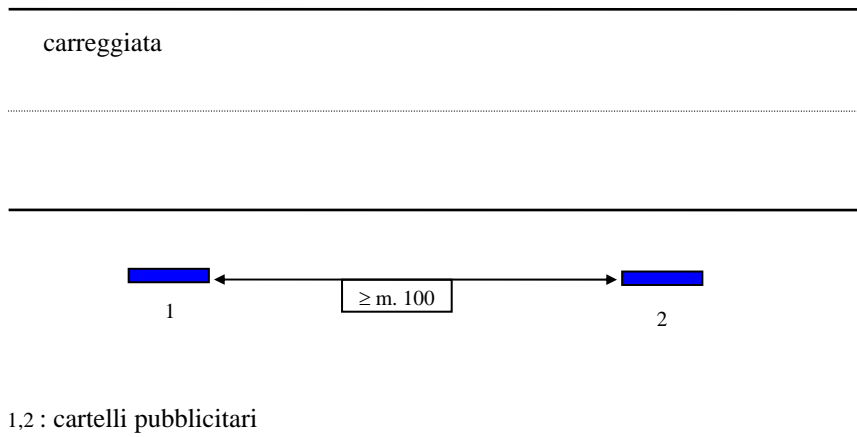 carreggiata
≥ m. 100
1
2
1,2 : cartelli pubblicitari